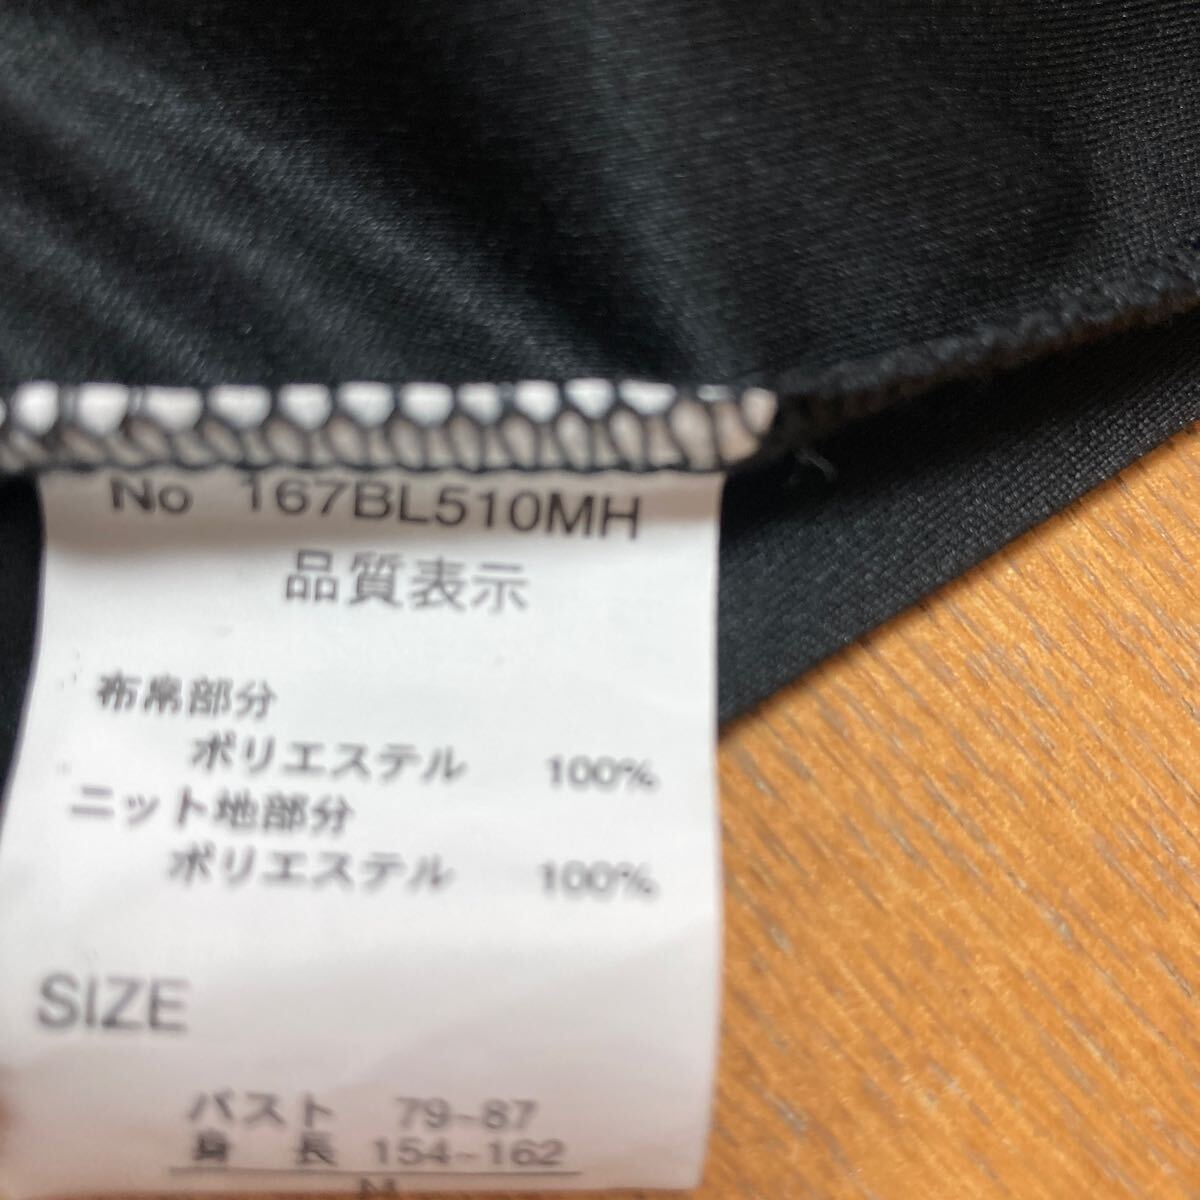 No 167BL510MH
品質表示
布帛部分
ポリエステル 100%
ニット地部分
ポリエステル 100%
SIZE
バスト 79~87
身 長 154~162
M